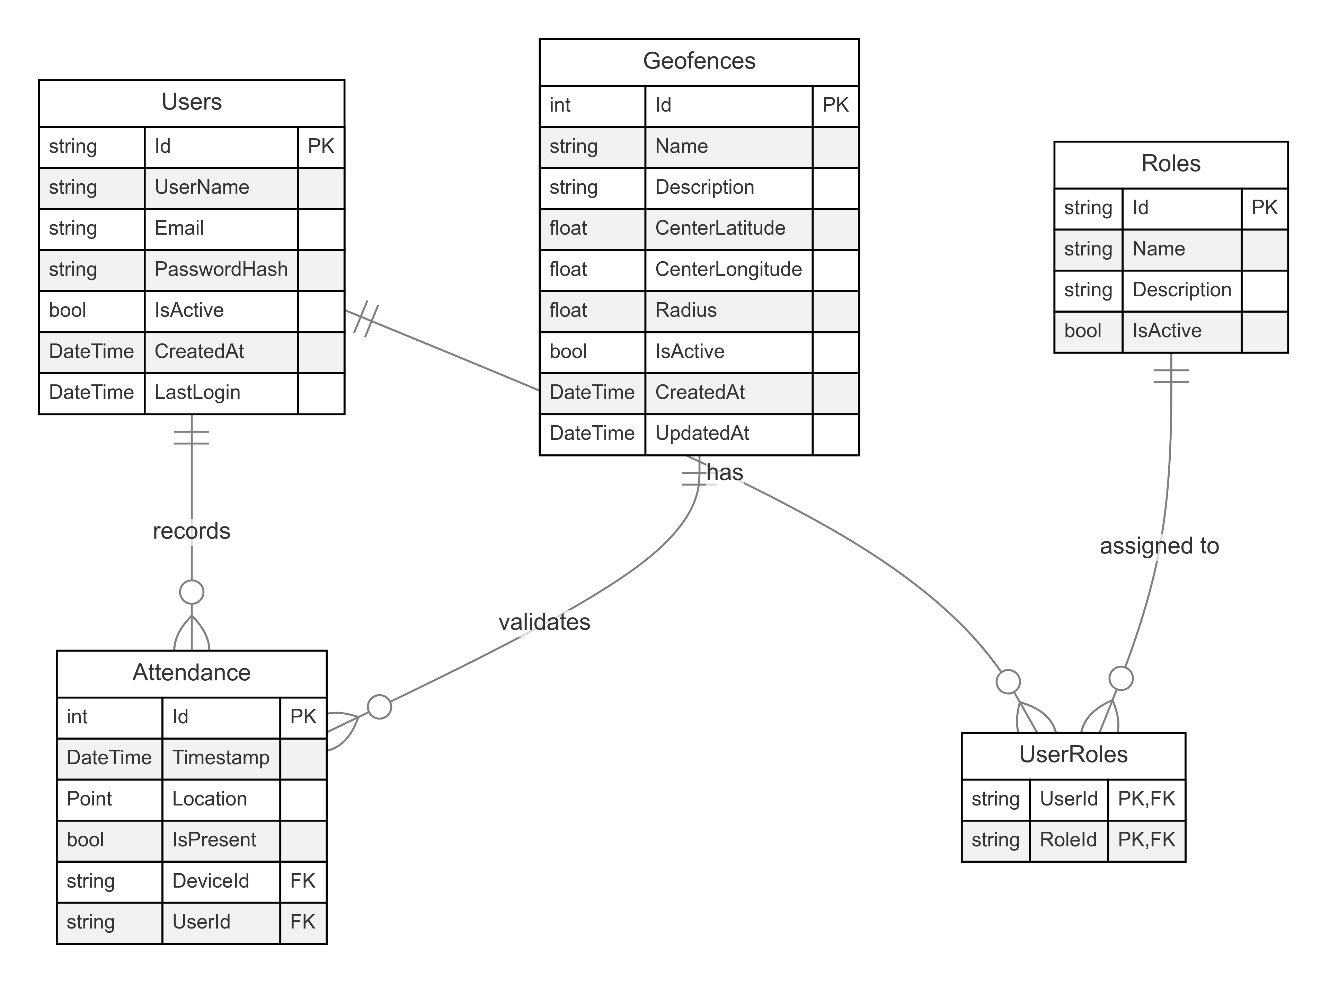 Users
string Id PK
string UserName
string Email
string PasswordHash
bool IsActive
DateTime CreatedAt
DateTime LastLogin
Geofences
int Id PK
string Name
string Description
float CenterLatitude
float CenterLongitude
float Radius
bool IsActive
DateTime CreatedAt
DateTime UpdatedAt
Roles
string Id PK
string Name
string Description
bool IsActive
has
records
assigned to
validates
Attendance
int Id PK
DateTime Timestamp
Point Location
bool IsPresent
string DeviceId FK
string UserId FK
UserRoles
string UserId PK,FK
string RoleId PK,FK